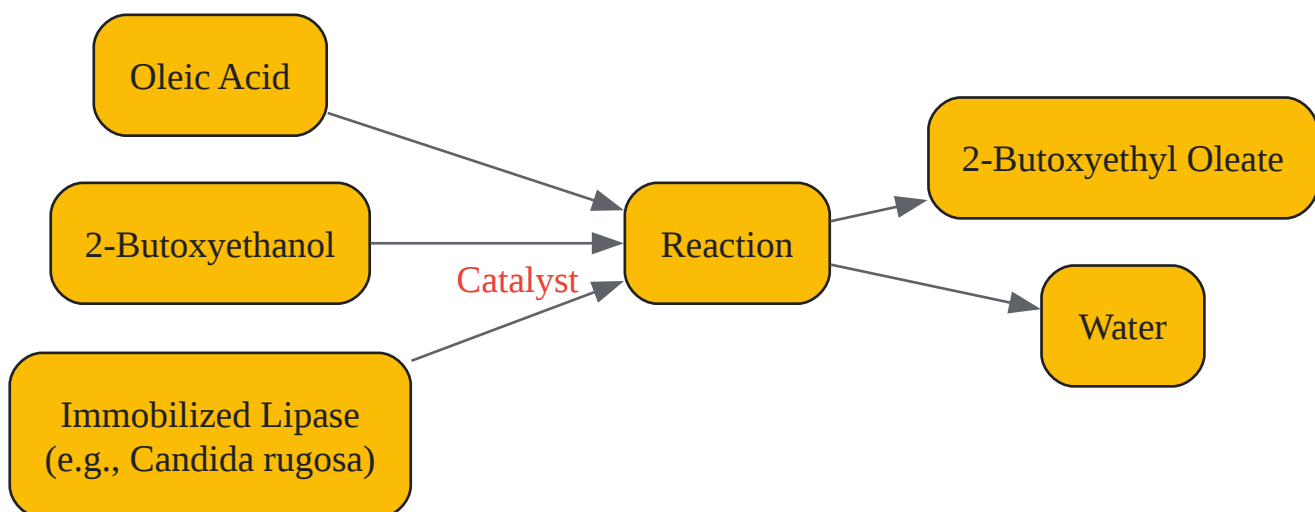 Oleic Acid
2-Butoxyethanol
Catalyst
Immobilized Lipase
(e.g., Candida rugosa)
Reaction
2-Butoxyethyl Oleate
Water